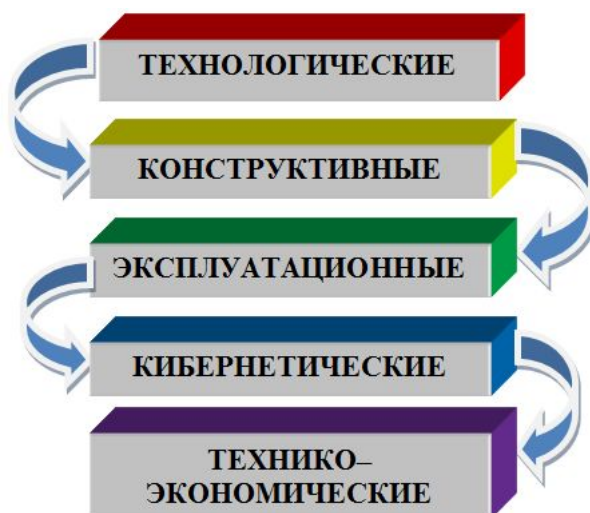 ТЕХНОЛОГИЧЕСКИЕ
КОНСТРУКТИВНЫЕ
ЭКСПЛУАТАЦИОННЫЕ
КИБЕРНЕТИЧЕСКИЕ
ТЕХНИКО–
ЭКОНОМИЧЕСКИЕ